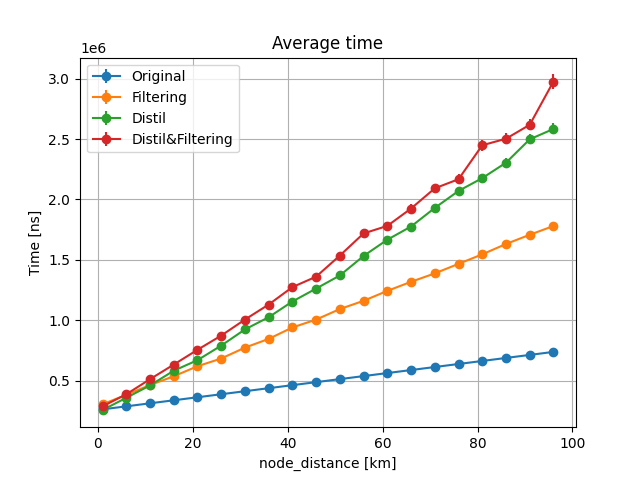 Average time
1e6
Original
Filtering
Distil
Distil&Filtering
3.0
2.5
2.0
1.5
1.0
0.5
Time [ns]
0 20 40 60 80 100
node_distance [km]